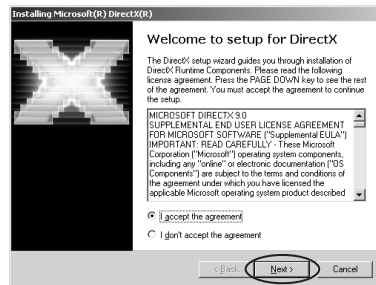 Installing Microsoft(R) DirectX(R)
Welcome to setup for DirectX
The DirectX setup wizard guides you through installation of
DirectX Runtime Components. Please read the following
license agreement. Press the PAGE DOWN key to see the rest
of the agreement. You must accept the agreement to continue
the setup.
MICROSOFT DIRECTX 9.0
SUPPLEMENTAL END USER LICENSE AGREEMENT
FOR MICROSOFT SOFTWARE ("Supplemental EULA")
IMPORTANT: READ CAREFULLY - These Microsoft
Corporation ("Microsoft") operating system components,
including any "online" or electronic documentation ("OS
Components") are subject to the terms and conditions of
the agreement under which you have licensed the
applicable Microsoft operating system product described
I accept the agreement
I don't accept the agreement
< Back Next > Cancel